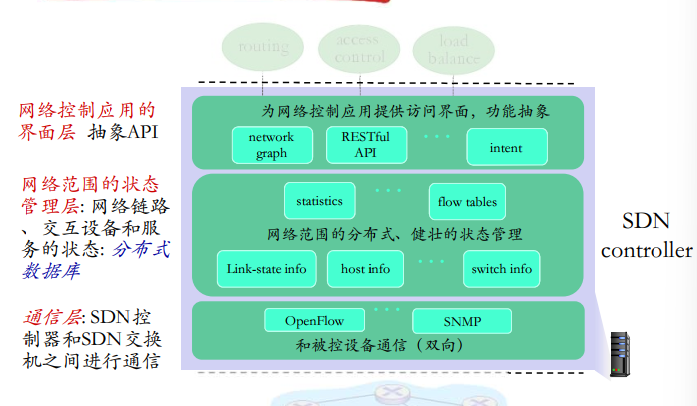 routing
access
control
load
balance
网络控制应用的
界面层 抽象API
为网络控制应用提供访问界面，功能抽象
network
graph
RESTful
API
intent
网络范围的状态
管理层: 网络链路
、交互设备和服
务的状态: 分布式
数据库
statistics
flow tables
网络范围的分布式、健壮的状态管理
Link-state info
host info
switch info
SDN
controller
通信层: SDN控
制器和SDN交换
机之间进行通信
OpenFlow
SNMP
和被控设备通信（双向）